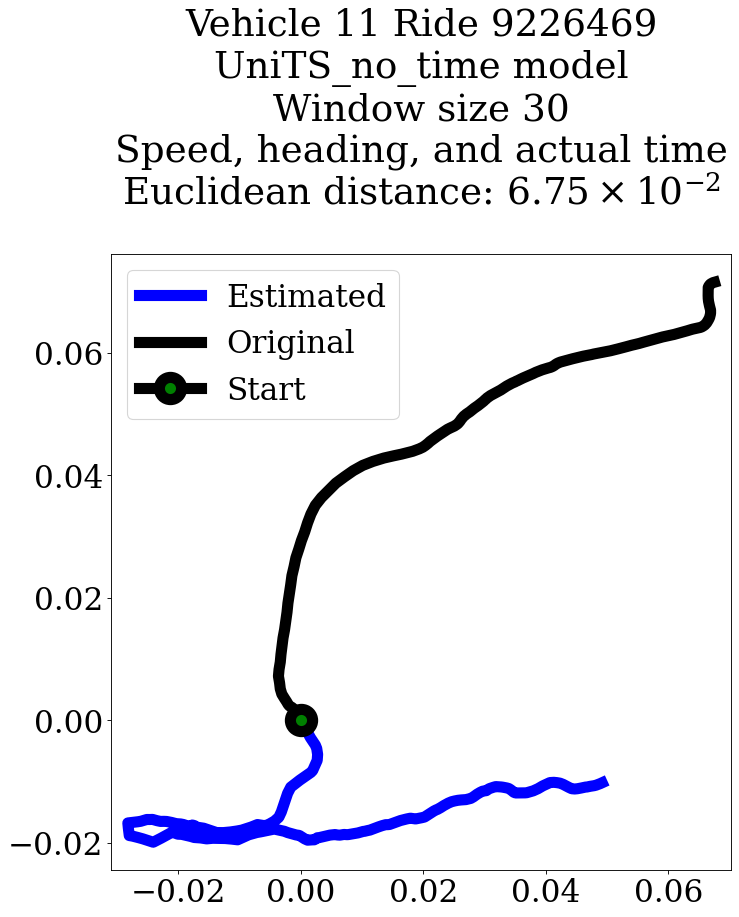 Vehicle 11 Ride 9226469
UniTS_no_time model
Window size 30
Speed, heading, and actual time
Euclidean distance: 6.75 × 10⁻²
Estimated
Original
Start
0.06
0.04
0.02
0.00
−0.02
−0.02 0.00 0.02 0.04 0.06